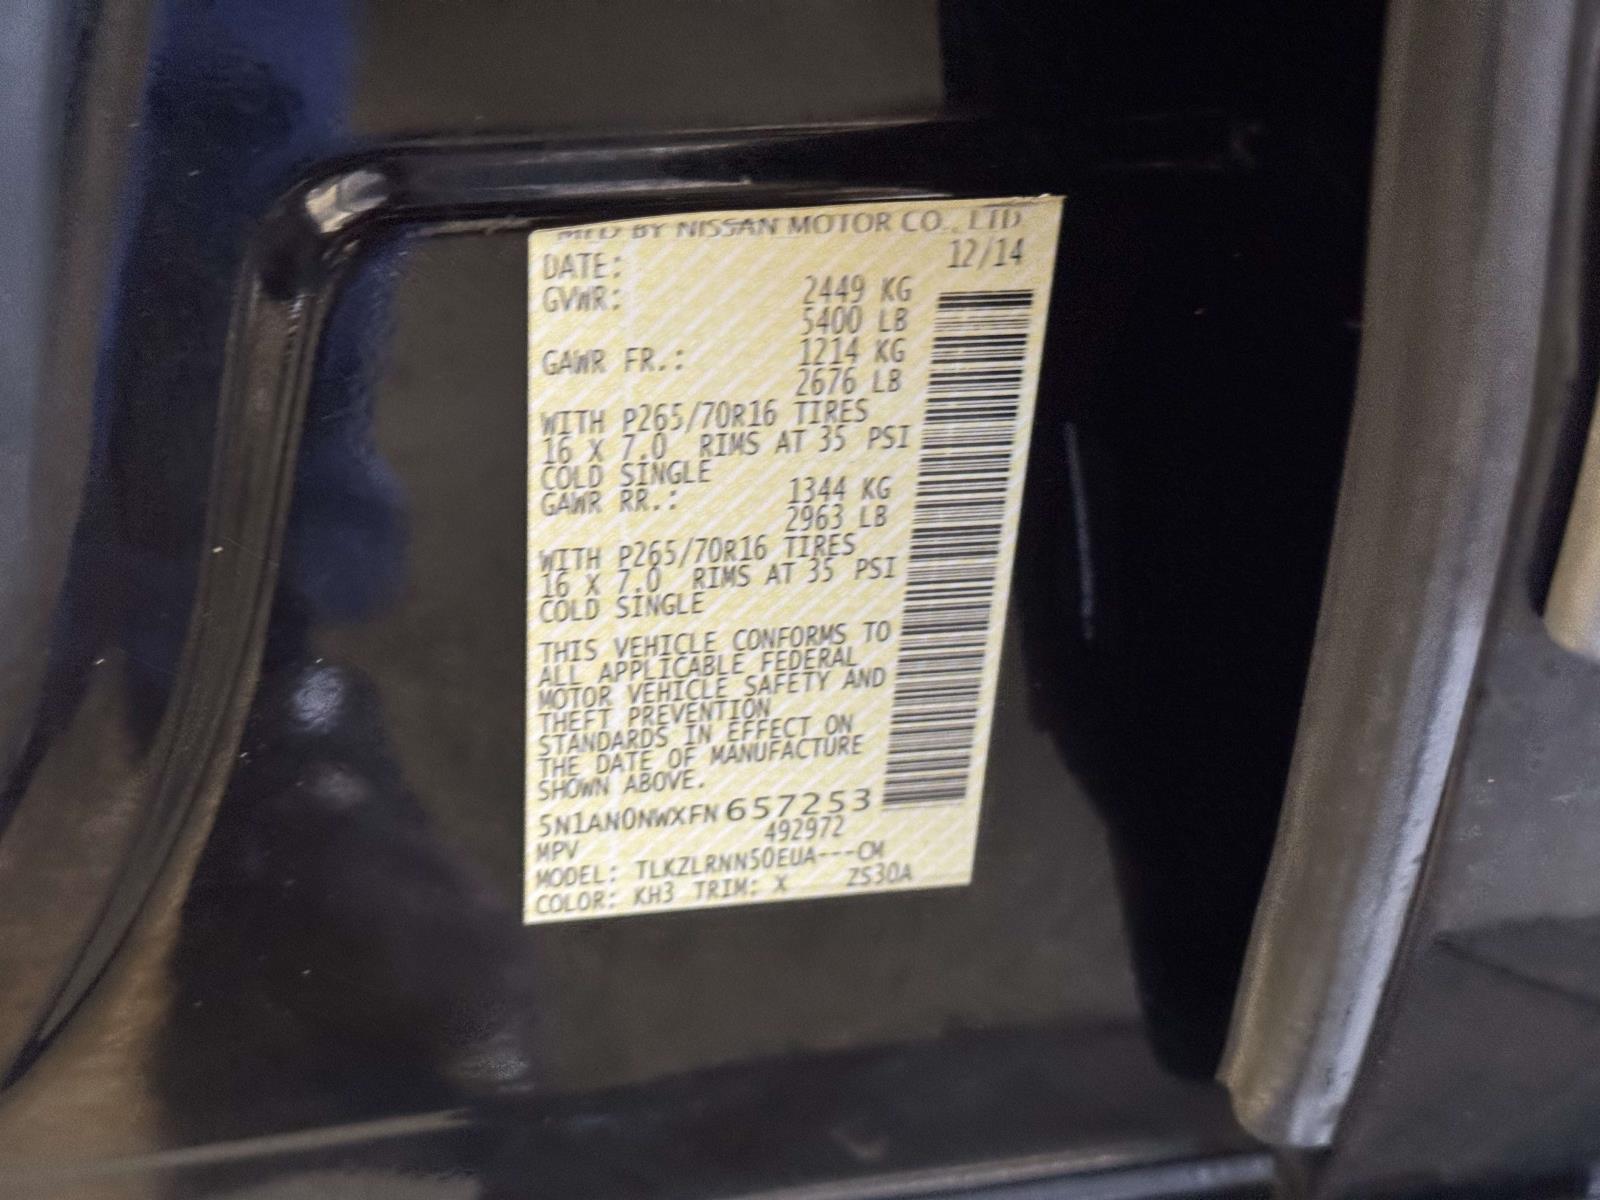 MFD BY NISSAN MOTOR CO., LTD
DATE: 12/14
GVWR: 2449 KG
5400 LB
GAWR FR.: 1214 KG
2676 LB
WITH P265/70R16 TIRES
16 X 7.0 RIMS AT 35 PSI
COLD SINGLE
GAWR RR.: 1344 KG
2963 LB
WITH P265/70R16 TIRES
16 X 7.0 RIMS AT 35 PSI
COLD SINGLE
THIS VEHICLE CONFORMS TO
ALL APPLICABLE FEDERAL
MOTOR VEHICLE SAFETY AND
THEFT PREVENTION
STANDARDS IN EFFECT ON
THE DATE OF MANUFACTURE
SHOWN ABOVE.
5N1AN0NWXFN657253
MPV 492972
MODEL: TLKZLRNN50EUA---CM
COLOR: KH3 TRIM: X ZS30A